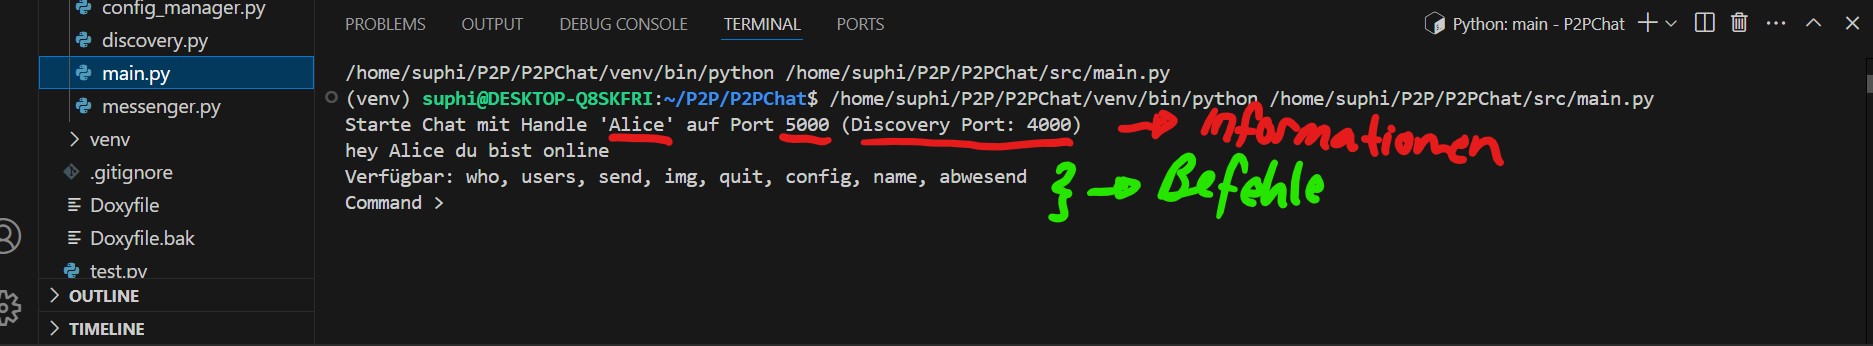 config_manager.py
discovery.py
main.py
messenger.py
venv
.gitignore
Doxyfile
Doxyfile.bak
test.py
OUTLINE
TIMELINE
PROBLEMS OUTPUT DEBUG CONSOLE TERMINAL PORTS
Python: main - P2PChat
/home/suphi/P2P/P2PChat/venv/bin/python /home/suphi/P2P/P2PChat/src/main.py
(venv) suphi@DESKTOP-Q8SKFRI:~/P2P/P2PChat$ /home/suphi/P2P/P2PChat/venv/bin/python /home/suphi/P2P/P2PChat/src/main.py
Starte Chat mit Handle 'Alice' auf Port 5000 (Discovery Port: 4000) → Informationen
hey Alice du bist online
Verfügbar: who, users, send, img, quit, config, name, abwesend } → Befehle
Command >